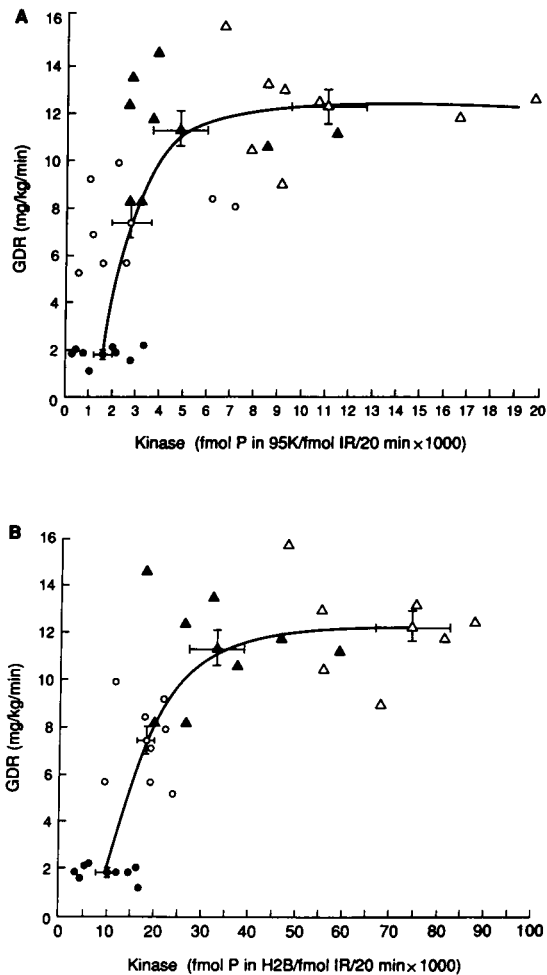 A
16
14
12
10
8
6
4
2
0
GDR (mg/kg/min)
0 1 2 3 4 5 6 7 8 9 10 11 12 13 14 15 16 17 18 19 20
Kinase (fmol P in 95K/fmol IR/20 min×1000)
B
16
14
12
10
8
6
4
2
0
GDR (mg/kg/min)
0 10 20 30 40 50 60 70 80 90 100
Kinase (fmol P in H2B/fmol IR/20 min×1000)